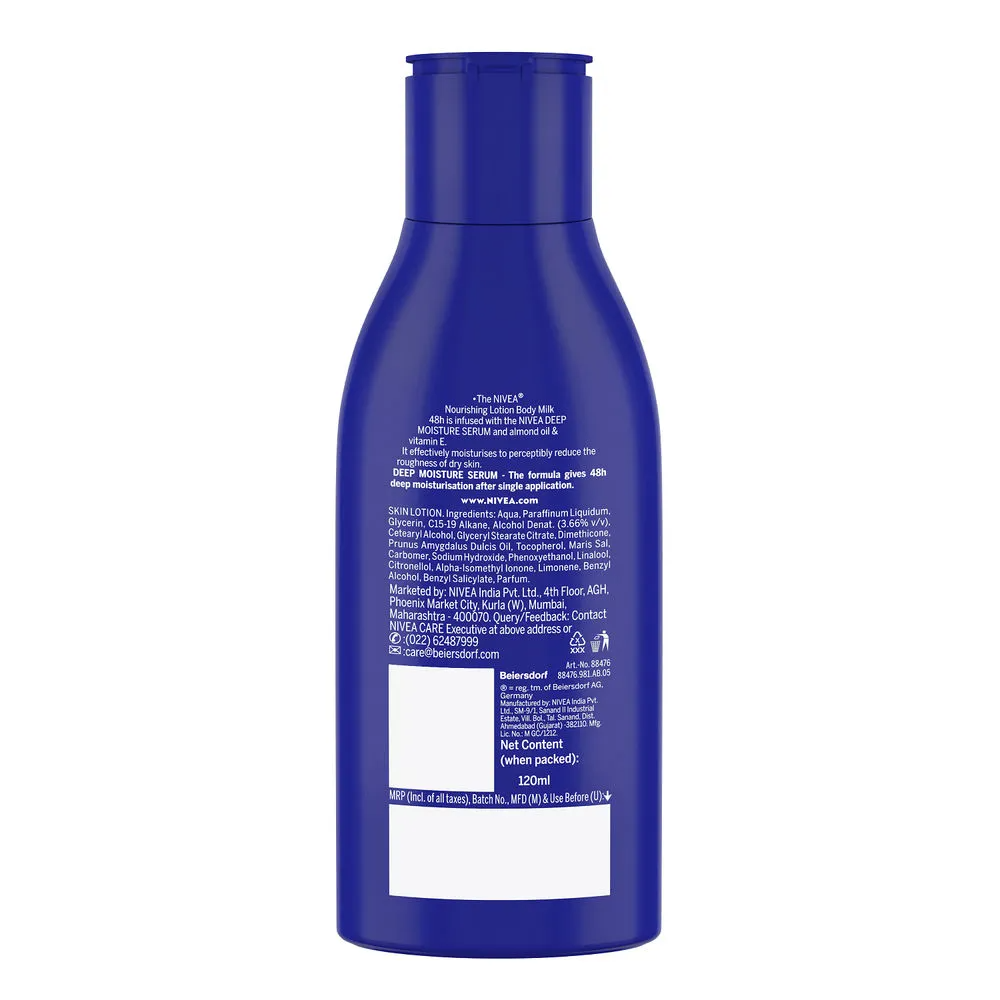 •The NIVEA®
Nourishing Lotion Body Milk
48h is infused with the NIVEA DEEP
MOISTURE SERUM and almond oil &
vitamin E.
It effectively moisturises to perceptibly reduce the
roughness of dry skin.
DEEP MOISTURE SERUM - The formula gives 48h
deep moisturisation after single application.
www.NIVEA.com
SKIN LOTION. Ingredients: Aqua, Paraffinum Liquidum,
Glycerin, C15-19 Alkane, Alcohol Denat. (3.66% v/v),
Cetearyl Alcohol, Glyceryl Stearate Citrate, Dimethicone,
Prunus Amygdalus Dulcis Oil, Tocopherol, Maris Sal,
Carbomer, Sodium Hydroxide, Phenoxyethanol, Linalool,
Citronellol, Alpha-Isomethyl Ionone, Limonene, Benzyl
Alcohol, Benzyl Salicylate, Parfum.
Marketed by: NIVEA India Pvt. Ltd., 4th Floor, AGH,
Phoenix Market City, Kurla (W), Mumbai,
Maharashtra - 400070. Query/Feedback: Contact
NIVEA CARE Executive at above address or
✆:(022) 62487999
✉:care@beiersdorf.com
X
XXX
Art.-No. 88476
Beiersdorf 88476.981.AB.05
® = reg. tm. of Beiersdorf AG,
Germany
Manufactured by: NIVEA India Pvt.
Ltd., SM-9/1, Sanand II Industrial
Estate, Vill. Bol., Tal. Sanand, Dist.
Ahmedabad (Gujarat) -382110. Mfg.
Lic. No.: M GC/1212.
Net Content
(when packed):
120ml
MRP (Incl. of all taxes), Batch No., MFD (M) & Use Before (U):↓